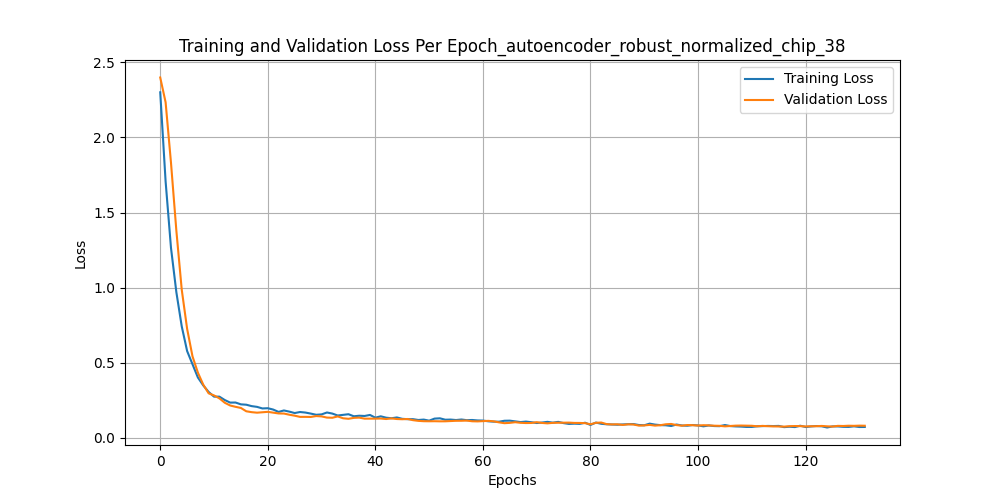 Training and Validation Loss Per Epoch_autoencoder_robust_normalized_chip_38
Training Loss
Validation Loss
Loss
2.5
2.0
1.5
1.0
0.5
0.0
0 20 40 60 80 100 120
Epochs